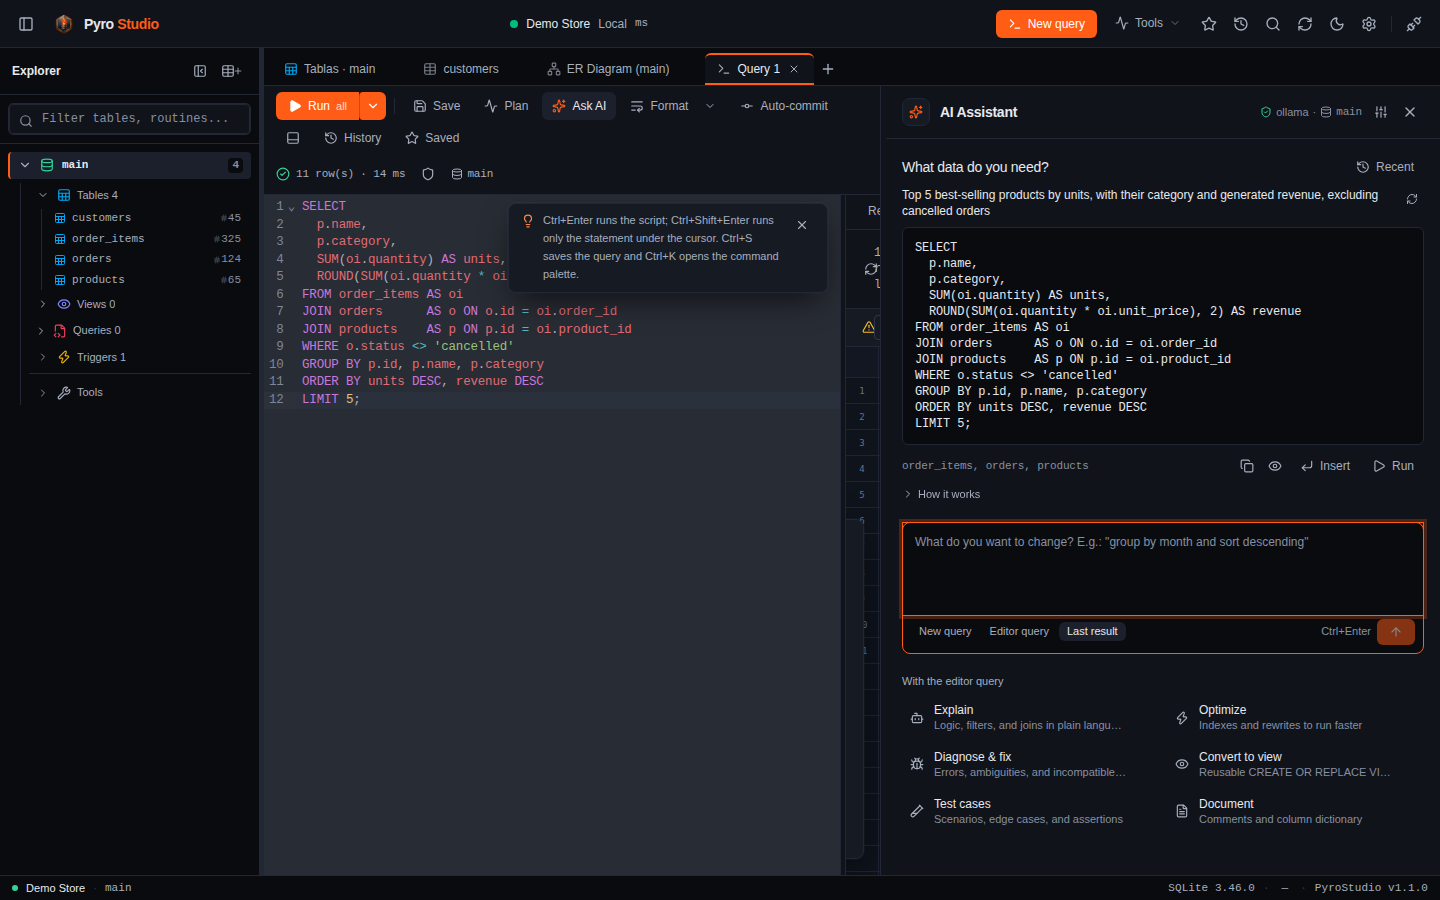 Pyro Studio
Demo Store Local ms
New query
Tools
Explorer
Filter tables, routines...
main 4
Tables 4
customers #45
order_items #325
orders #124
products #65
Views 0
Queries 0
Triggers 1
Tools
Tablas · main
customers
ER Diagram (main)
Query 1
Run all
Save
Plan
Ask AI
Format
Auto-commit
History
Saved
11 row(s) · 14 ms
main
1 SELECT
2 p.name,
3 p.category,
4 SUM(oi.quantity) AS units,
5 ROUND(SUM(oi.quantity * oi
6 FROM order_items AS oi
7 JOIN orders AS o ON o.id = oi.order_id
8 JOIN products AS p ON p.id = oi.product_id
9 WHERE o.status <> 'cancelled'
10 GROUP BY p.id, p.name, p.category
11 ORDER BY units DESC, revenue DESC
12 LIMIT 5;
Ctrl+Enter runs the script; Ctrl+Shift+Enter runs
only the statement under the cursor. Ctrl+S
saves the query and Ctrl+K opens the command
palette.
Re
1
2
3
4
5
6
AI Assistant
ollama · main
What data do you need?
Recent
Top 5 best-selling products by units, with their category and generated revenue, excluding
cancelled orders
SELECT
p.name,
p.category,
SUM(oi.quantity) AS units,
ROUND(SUM(oi.quantity * oi.unit_price), 2) AS revenue
FROM order_items AS oi
JOIN orders AS o ON o.id = oi.order_id
JOIN products AS p ON p.id = oi.product_id
WHERE o.status <> 'cancelled'
GROUP BY p.id, p.name, p.category
ORDER BY units DESC, revenue DESC
LIMIT 5;
order_items, orders, products
Insert
Run
How it works
What do you want to change? E.g.: "group by month and sort descending"
New query
Editor query
Last result
Ctrl+Enter
With the editor query
Explain
Logic, filters, and joins in plain langu…
Optimize
Indexes and rewrites to run faster
Diagnose & fix
Errors, ambiguities, and incompatible…
Convert to view
Reusable CREATE OR REPLACE VI…
Test cases
Scenarios, edge cases, and assertions
Document
Comments and column dictionary
Demo Store · main
SQLite 3.46.0 · — · PyroStudio v1.1.0